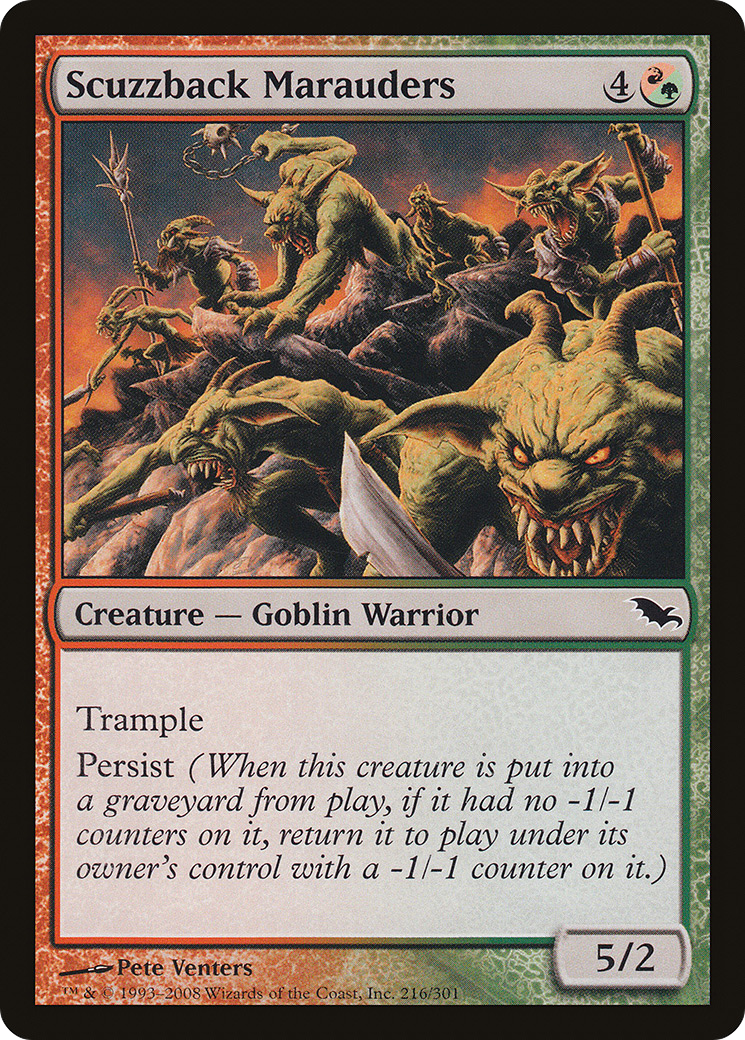 Scuzzback Marauders 4
Creature — Goblin Warrior
Trample
Persist (When this creature is put into
a graveyard from play, if it had no -1/-1
counters on it, return it to play under its
owner's control with a -1/-1 counter on it.)
5/2
Pete Venters
™ & © 1993–2008 Wizards of the Coast, Inc. 216/301